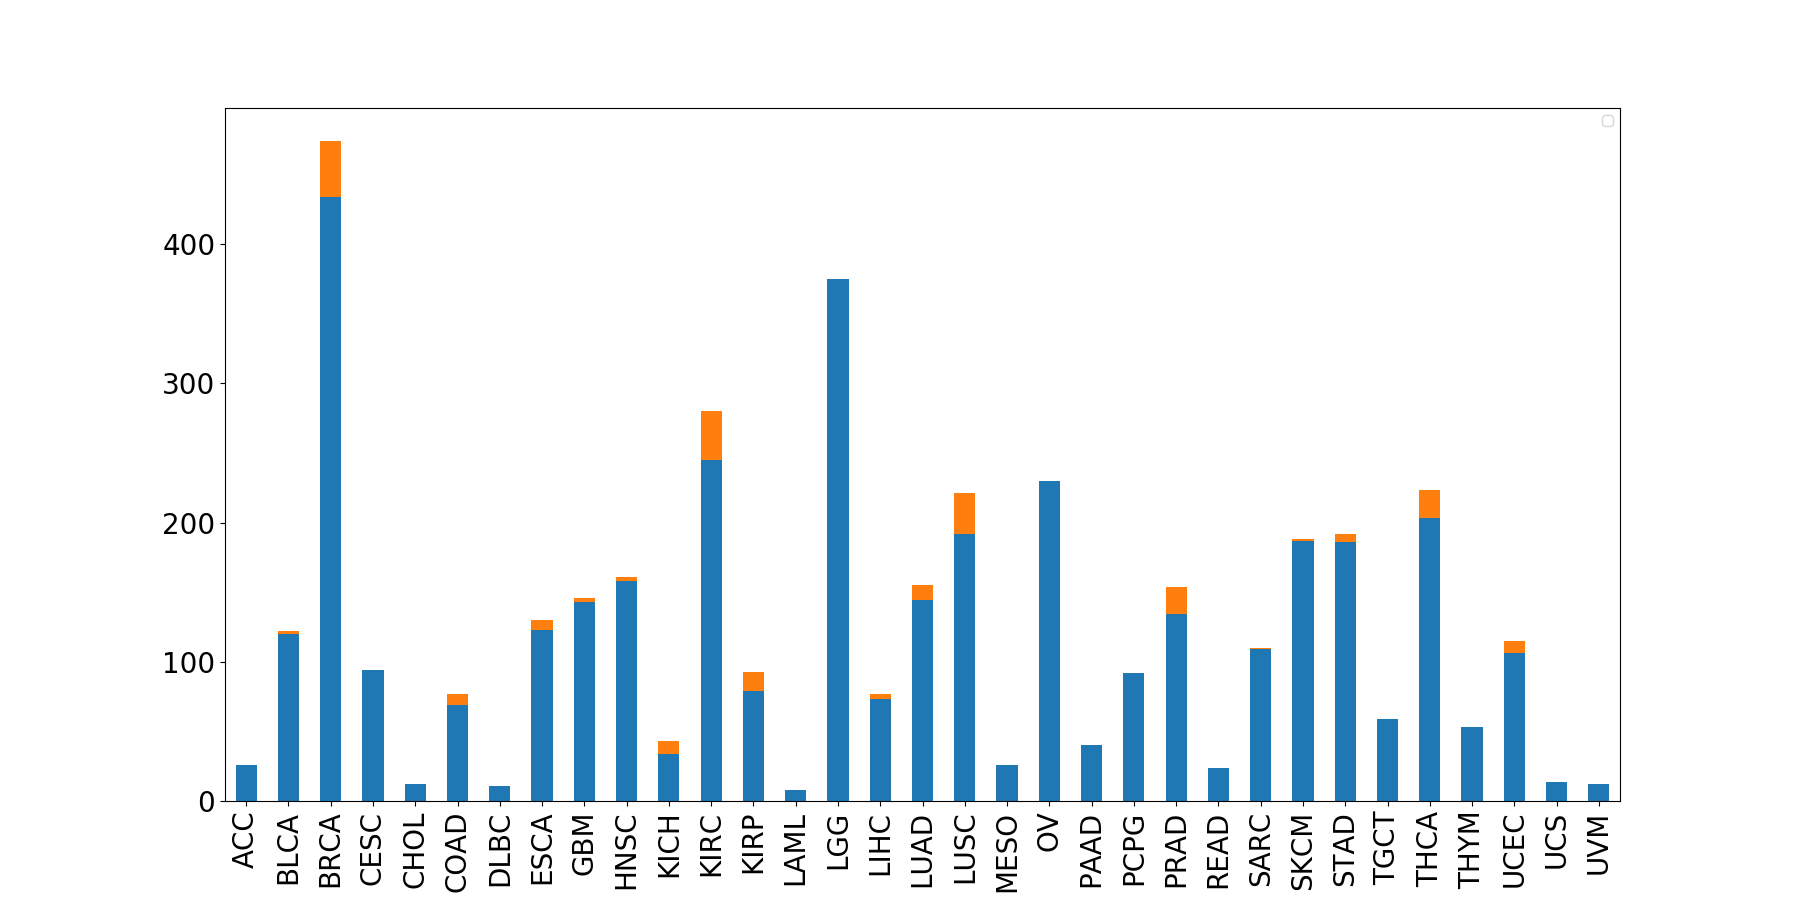 400
300
200
100
0
ACC
BLCA
BRCA
CESC
CHOL
COAD
DLBC
ESCA
GBM
HNSC
KICH
KIRC
KIRP
LAML
LGG
LIHC
LUAD
LUSC
MESO
OV
PAAD
PCPG
PRAD
READ
SARC
SKCM
STAD
TGCT
THCA
THYM
UCEC
UCS
UVM